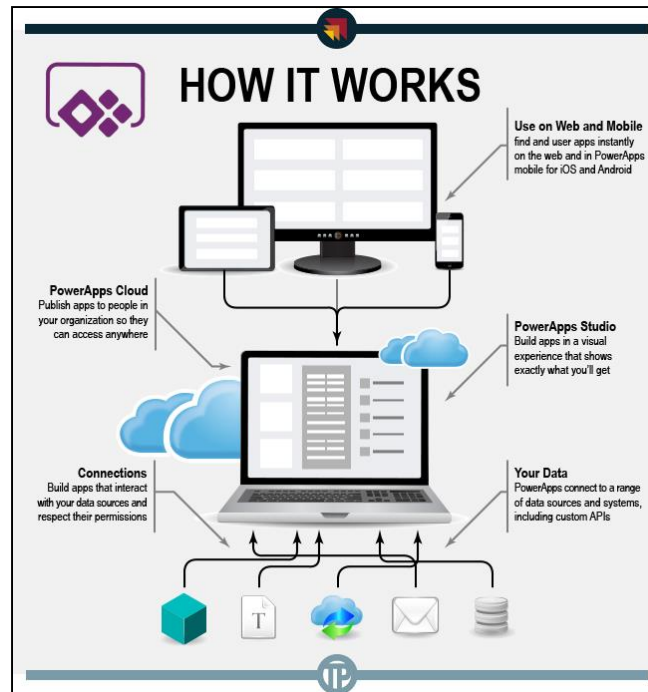 HOW IT WORKS
Use on Web and Mobile
find and user apps instantly
on the web and in PowerApps
mobile for iOS and Android
PowerApps Cloud
Publish apps to people in
your organization so they
can access anywhere
PowerApps Studio
Build apps in a visual
experience that shows
exactly what you'll get
Connections
Build apps that interact
with your data sources and
respect their permissions
Your Data
PowerApps connect to a range
of data sources and systems,
including custom APIs
T